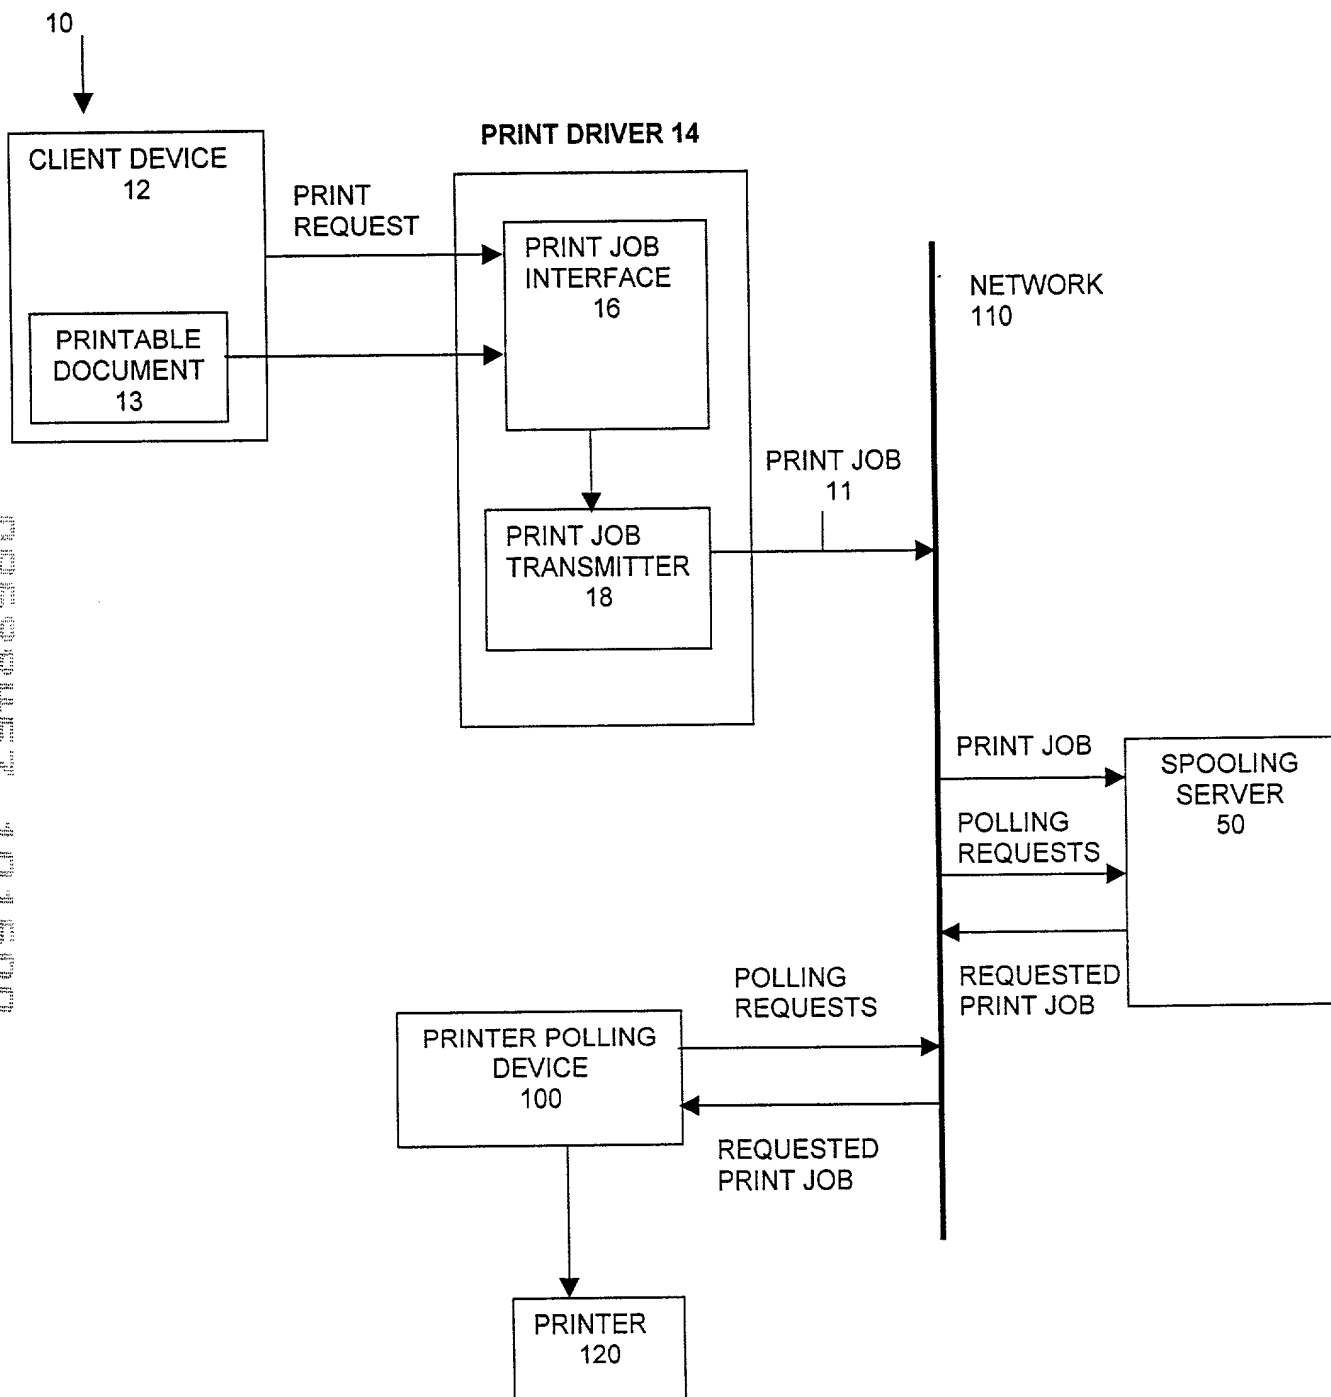 10
CLIENT DEVICE
12
PRINTABLE
DOCUMENT
13
PRINT
REQUEST
PRINT DRIVER 14
PRINT JOB
INTERFACE
16
PRINT JOB
TRANSMITTER
18
PRINT JOB
11
NETWORK
110
PRINT JOB
POLLING
REQUESTS
REQUESTED
PRINT JOB
SPOOLING
SERVER
50
POLLING
REQUESTS
PRINTER POLLING
DEVICE
100
REQUESTED
PRINT JOB
PRINTER
120